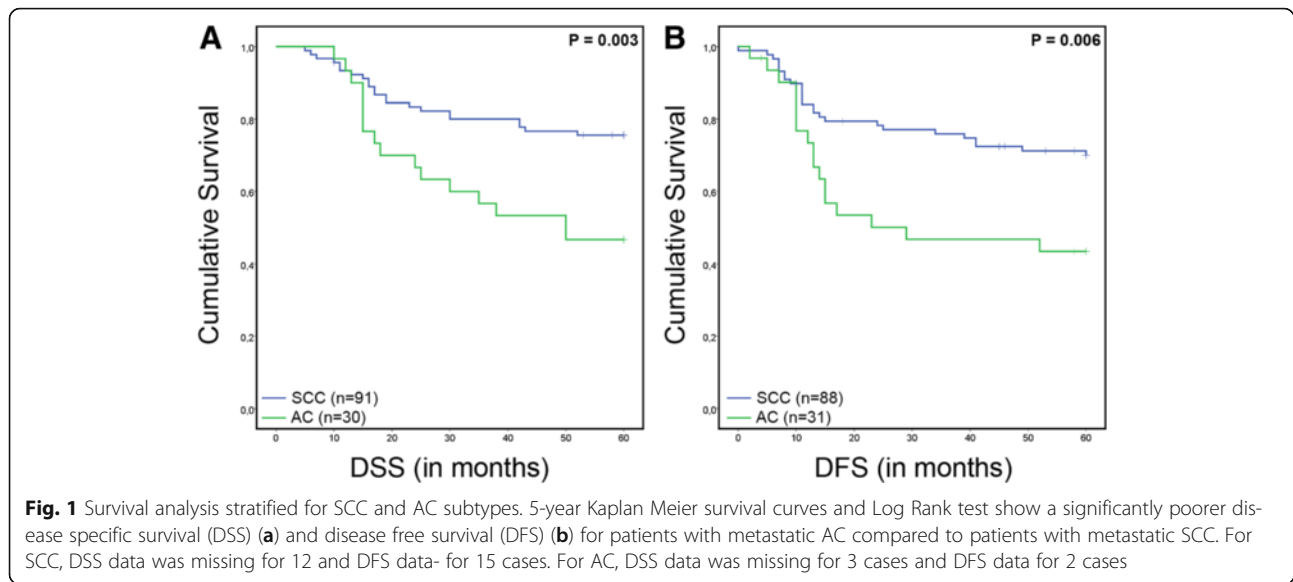 A
P = 0.003
Cumulative Survival
1,0
0,8
0,6
0,4
0,2
0,0
SCC (n=91)
AC (n=30)
0 10 20 30 40 50 60
DSS (in months)
B
P = 0.006
Cumulative Survival
1,0
0,8
0,6
0,4
0,2
0,0
SCC (n=88)
AC (n=31)
0 10 20 30 40 50 60
DFS (in months)
Fig. 1 Survival analysis stratified for SCC and AC subtypes. 5-year Kaplan Meier survival curves and Log Rank test show a significantly poorer dis-
ease specific survival (DSS) (a) and disease free survival (DFS) (b) for patients with metastatic AC compared to patients with metastatic SCC. For
SCC, DSS data was missing for 12 and DFS data- for 15 cases. For AC, DSS data was missing for 3 cases and DFS data for 2 cases